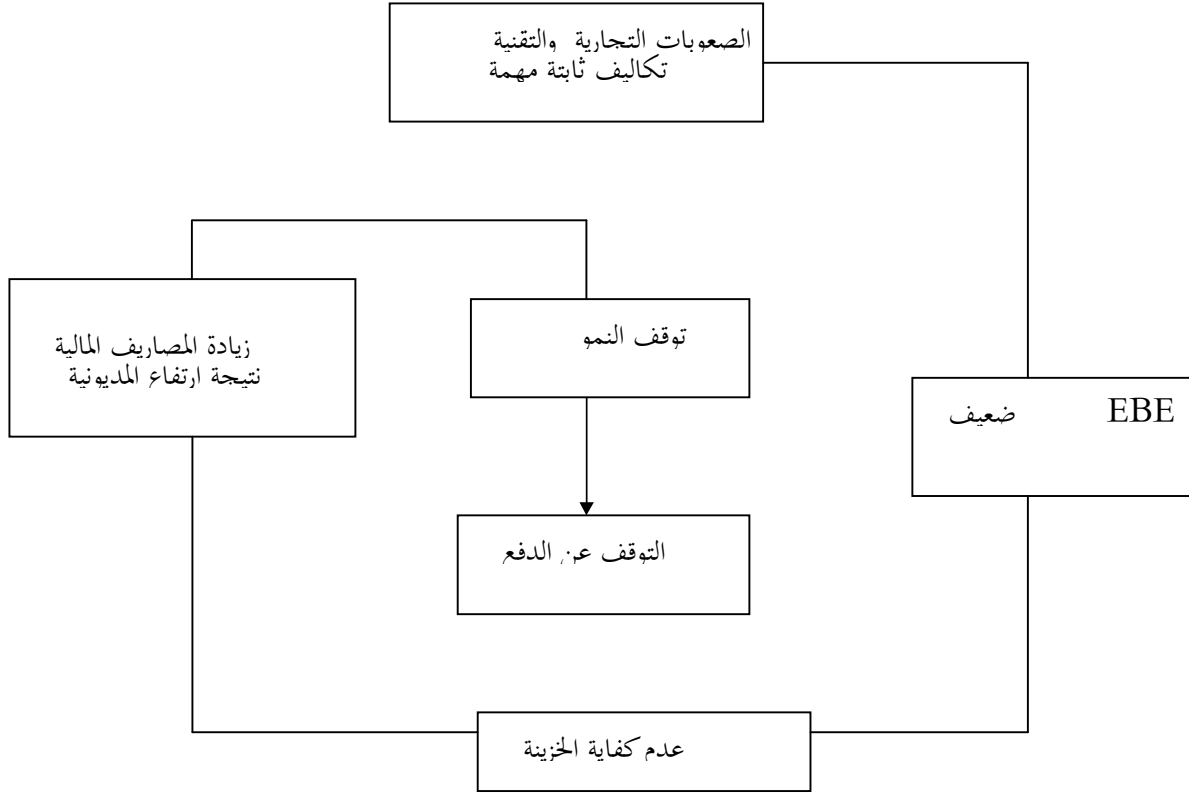 الصعوبات التجارية والتقنية
تكاليف ثابتة مهمة
توقف النمو
زيادة المصاريف المالية
نتيجة ارتفاع المديونية
EBE ضعيف
التوقف عن الدفع
عدم كفاية الخزينة